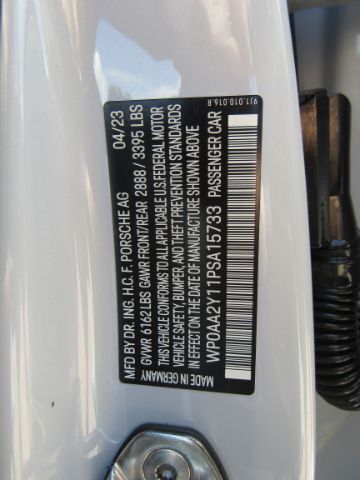 9J1.010.016.R
MFD BY DR. ING. H.C. F. PORSCHE AG 04/23
GVWR 6162 LBS GAWR FRONT/REAR 2888 / 3395 LBS
THIS VEHICLE CONFORMS TO ALL APPLICABLE U.S.FEDERAL MOTOR
VEHICLE SAFETY, BUMPER, AND THEFT PREVENTION STANDARDS
IN EFFECT ON THE DATE OF MANUFACTURE SHOWN ABOVE
WP0AA2Y11PSA15793 PASSENGER CAR
MADE IN GERMANY